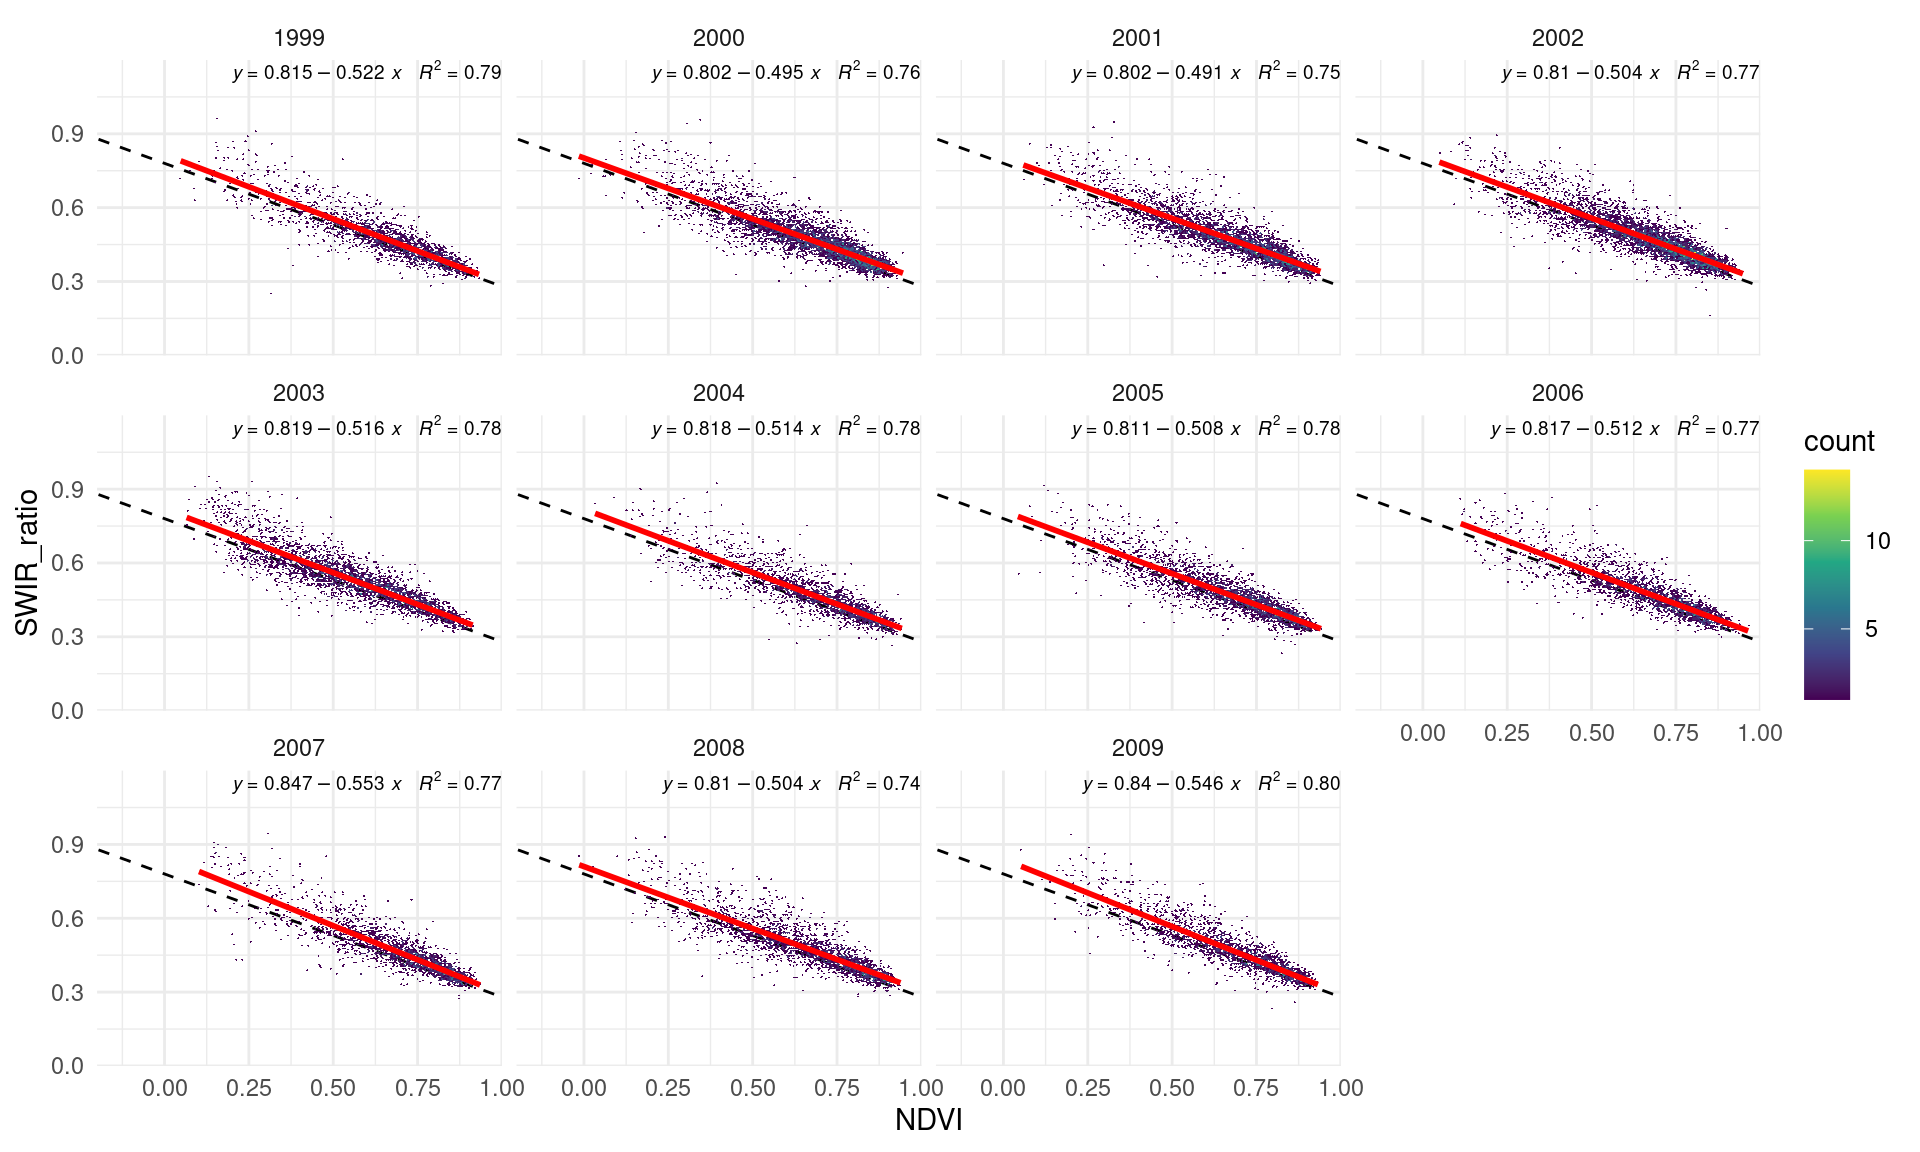 1999 2000 2001 2002
y = 0.815 − 0.522 x R² = 0.79
y = 0.802 − 0.495 x R² = 0.76
y = 0.802 − 0.491 x R² = 0.75
y = 0.81 − 0.504 x R² = 0.77
0.9
0.6
0.3
0.0
2003 2004 2005 2006
y = 0.819 − 0.516 x R² = 0.78
y = 0.818 − 0.514 x R² = 0.78
y = 0.811 − 0.508 x R² = 0.78
y = 0.817 − 0.512 x R² = 0.77
0.9
0.6
0.3
0.0
SWIR_ratio
count
10
5
0.00 0.25 0.50 0.75 1.00
2007 2008 2009
y = 0.847 − 0.553 x R² = 0.77
y = 0.81 − 0.504 x R² = 0.74
y = 0.84 − 0.546 x R² = 0.80
0.9
0.6
0.3
0.0
0.00 0.25 0.50 0.75 1.00 0.00 0.25 0.50 0.75 1.00 0.00 0.25 0.50 0.75 1.00
NDVI